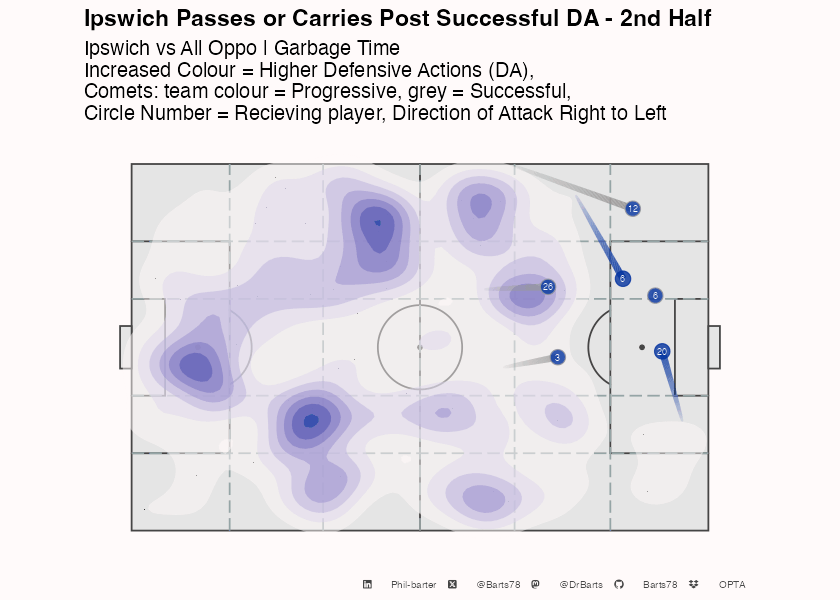 Ipswich Passes or Carries Post Successful DA - 2nd Half
Ipswich vs All Oppo | Garbage Time
Increased Colour = Higher Defensive Actions (DA),
Comets: team colour = Progressive, grey = Successful,
Circle Number = Recieving player, Direction of Attack Right to Left
12
6
26
6
20
3
Phil-barter @Barts78 @DrBarts Barts78 OPTA